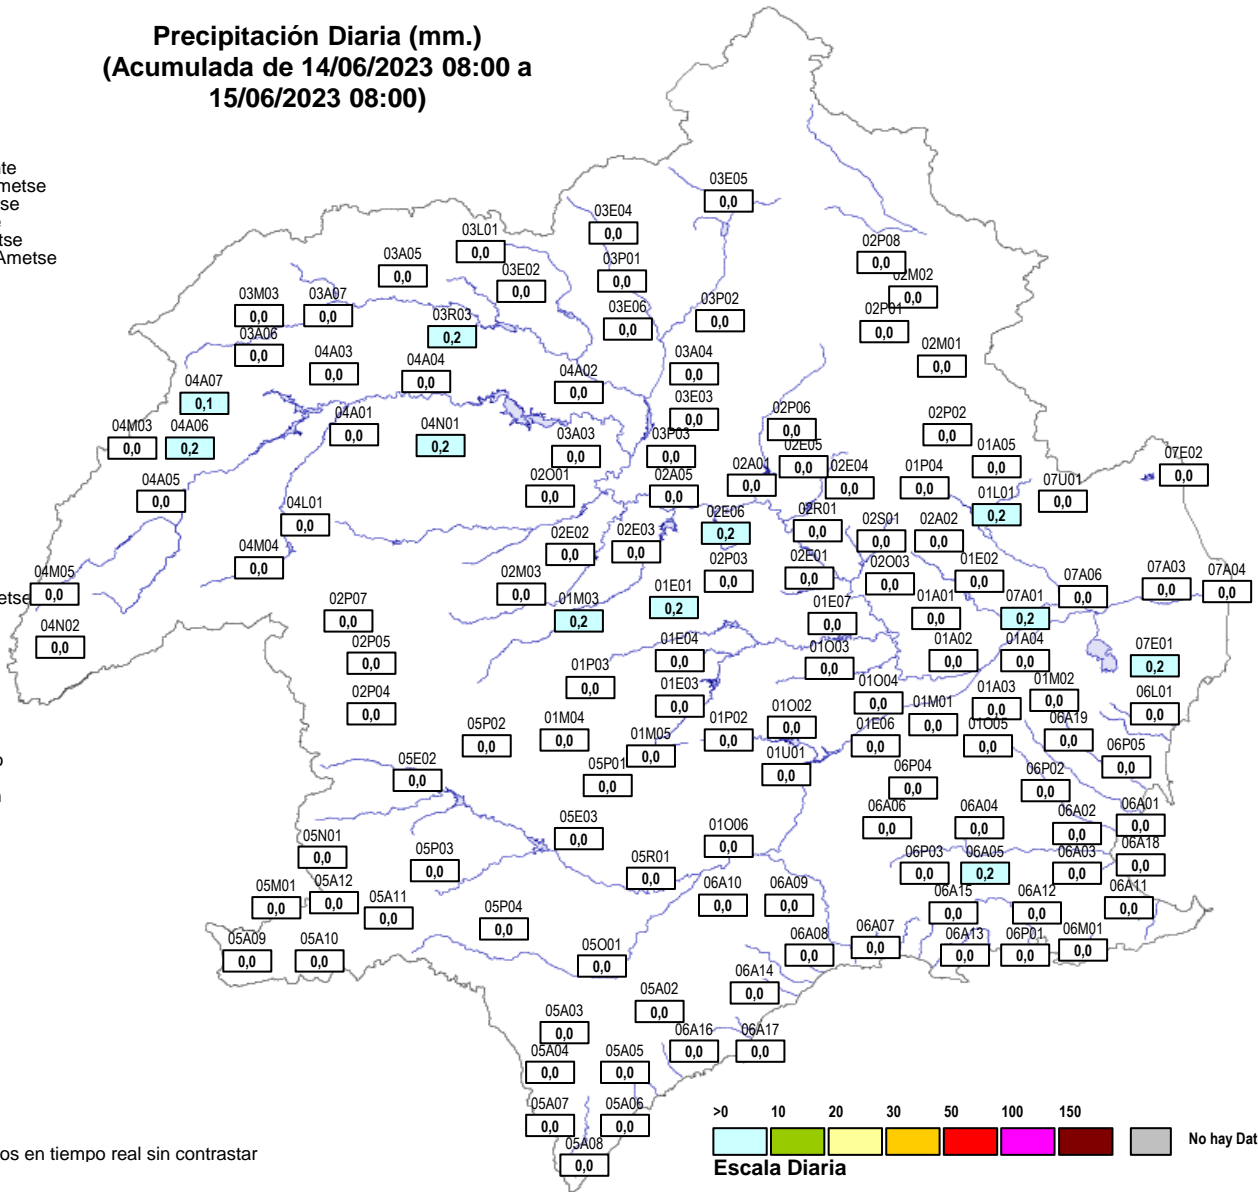 Precipitación Diaria (mm.)
(Acumulada de 14/06/2023 08:00 a
15/06/2023 08:00)
03E05
0,0
03E04
0,0
03L01
0,0
03A05
0,0
03E02
0,0
03P01
0,0
02P08
0,0
02M02
0,0
03M03
0,0
03A07
0,0
03R03
0,2
03E06
0,0
03P02
0,0
02P01
0,0
03A06
0,0
04A03
0,0
04A04
0,0
04A02
0,0
03A04
0,0
02M01
0,0
04A07
0,1
03E03
0,0
04M03
0,0
04A06
0,2
04A01
0,0
04N01
0,2
03A03
0,0
03P03
0,0
02P06
0,0
02P02
0,0
02E05
0,0
01A05
0,0
07E02
0,0
04A05
0,0
02O01
0,0
02A05
0,0
02A01
0,0
02E04
0,0
01P04
0,0
01L01
0,2
07U01
0,0
04L01
0,0
02E06
0,2
02R01
0,0
02S01
0,0
02A02
0,0
04M04
0,0
02E02
0,0
02E03
0,0
02P03
0,0
02E01
0,0
02O03
0,0
01E02
0,0
04M05
0,0
02M03
0,0
01M03
0,2
01E01
0,2
07A06
0,0
07A03
0,0
07A04
0,0
02P07
0,0
01E07
0,0
01A01
0,0
07A01
0,2
04N02
0,0
02P05
0,0
01E04
0,0
01O03
0,0
01A02
0,0
01A04
0,0
07E01
0,2
01P03
0,0
01E03
0,0
02P04
0,0
01O04
0,0
01A03
0,0
01M02
0,0
06L01
0,0
05P02
0,0
01M04
0,0
01M05
0,0
01P02
0,0
01O02
0,0
01M01
0,0
01E06
0,0
01O05
0,0
06A19
0,0
05E02
0,0
05P01
0,0
01U01
0,0
06P04
0,0
06P02
0,0
06P05
0,0
05E03
0,0
01O06
0,0
06A06
0,0
06A04
0,0
06A02
0,0
06A01
0,0
05N01
0,0
05P03
0,0
05R01
0,0
06P03
0,0
06A05
0,2
06A03
0,0
06A18
0,0
05M01
0,0
05A12
0,0
05A11
0,0
06A10
0,0
06A09
0,0
06A15
0,0
06A12
0,0
06A11
0,0
05P04
0,0
05A09
0,0
05A10
0,0
05O01
0,0
06A08
0,0
06A07
0,0
06A13
0,0
06P01
0,0
06M01
0,0
06A14
0,0
05A02
0,0
05A03
0,0
06A16
0,0
06A17
0,0
05A04
0,0
05A05
0,0
05A07
0,0
05A06
0,0
05A08
0,0
>0 10 20 30 50 100 150
No hay Dat
Escala Diaria
os en tiempo real sin contrastar
nte
metse
tse
Ametse
etse